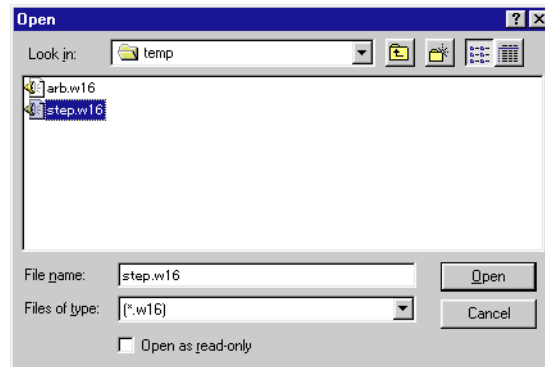 Open
Look in: temp
arb.w16
step.w16
File name: step.w16 Open
Files of type: (*.w16) Cancel
Open as read-only